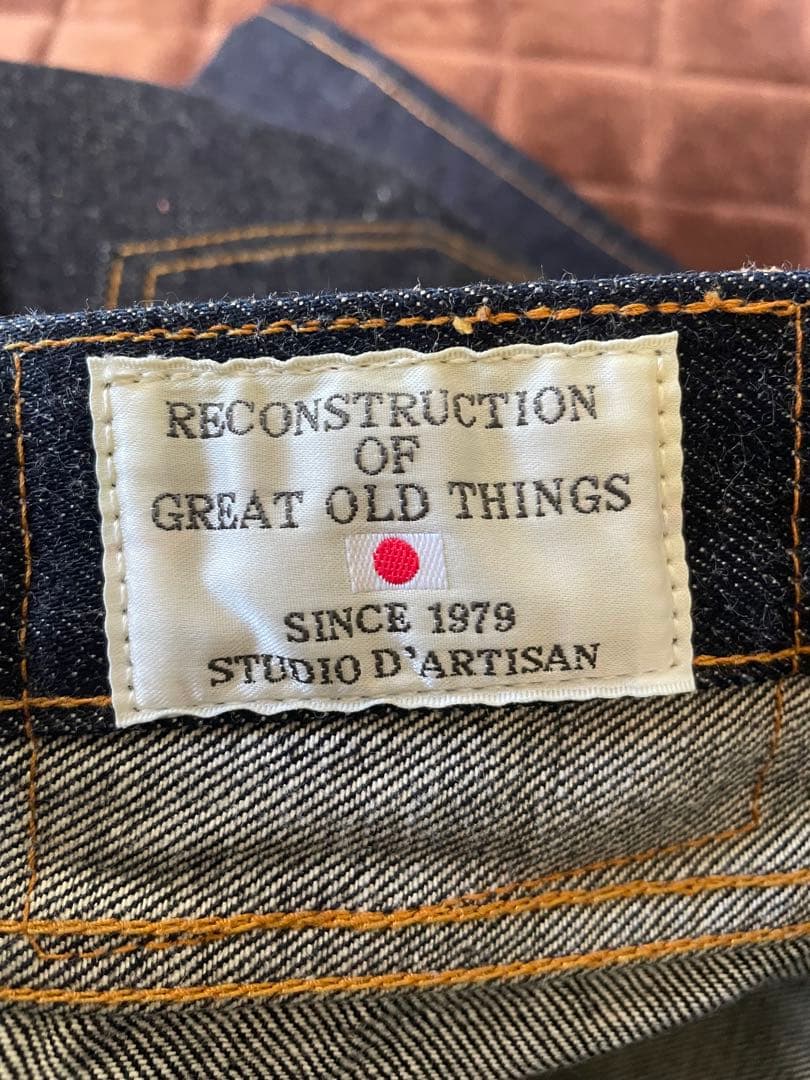 RECONSTRUCTION
OF
GREAT OLD THINGS
SINCE 1979
STUDIO D'ARTISAN